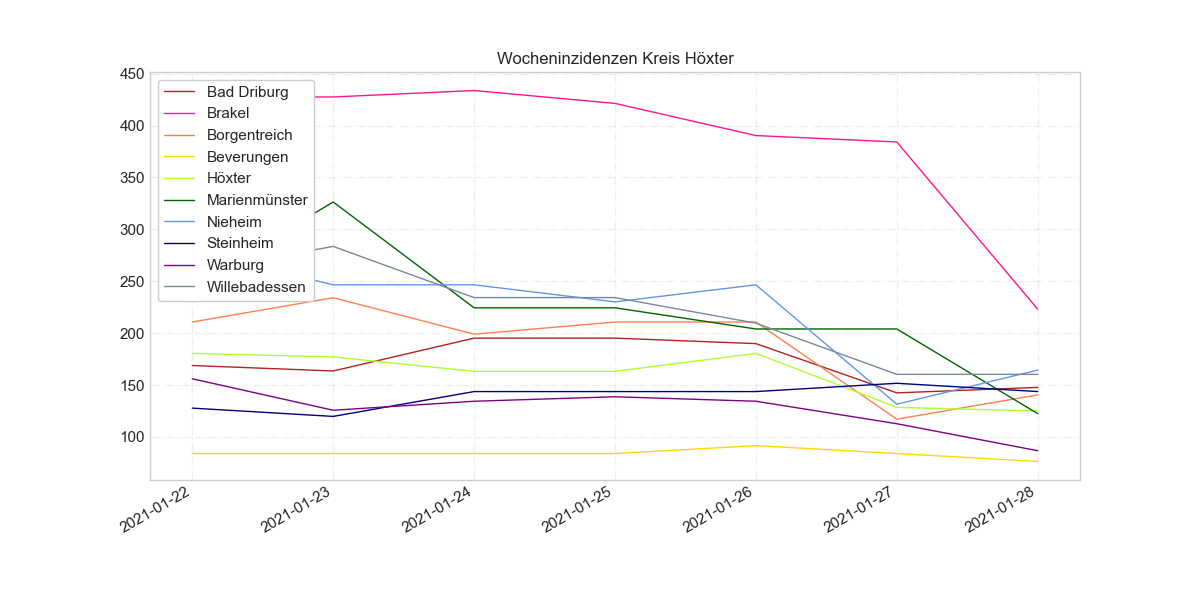 Wocheninzidenzen Kreis Höxter
450
400
350
300
250
200
150
100
Bad Driburg
Brakel
Borgentreich
Beverungen
Höxter
Marienmünster
Nieheim
Steinheim
Warburg
Willebadessen
2021-01-22
2021-01-23
2021-01-24
2021-01-25
2021-01-26
2021-01-27
2021-01-28